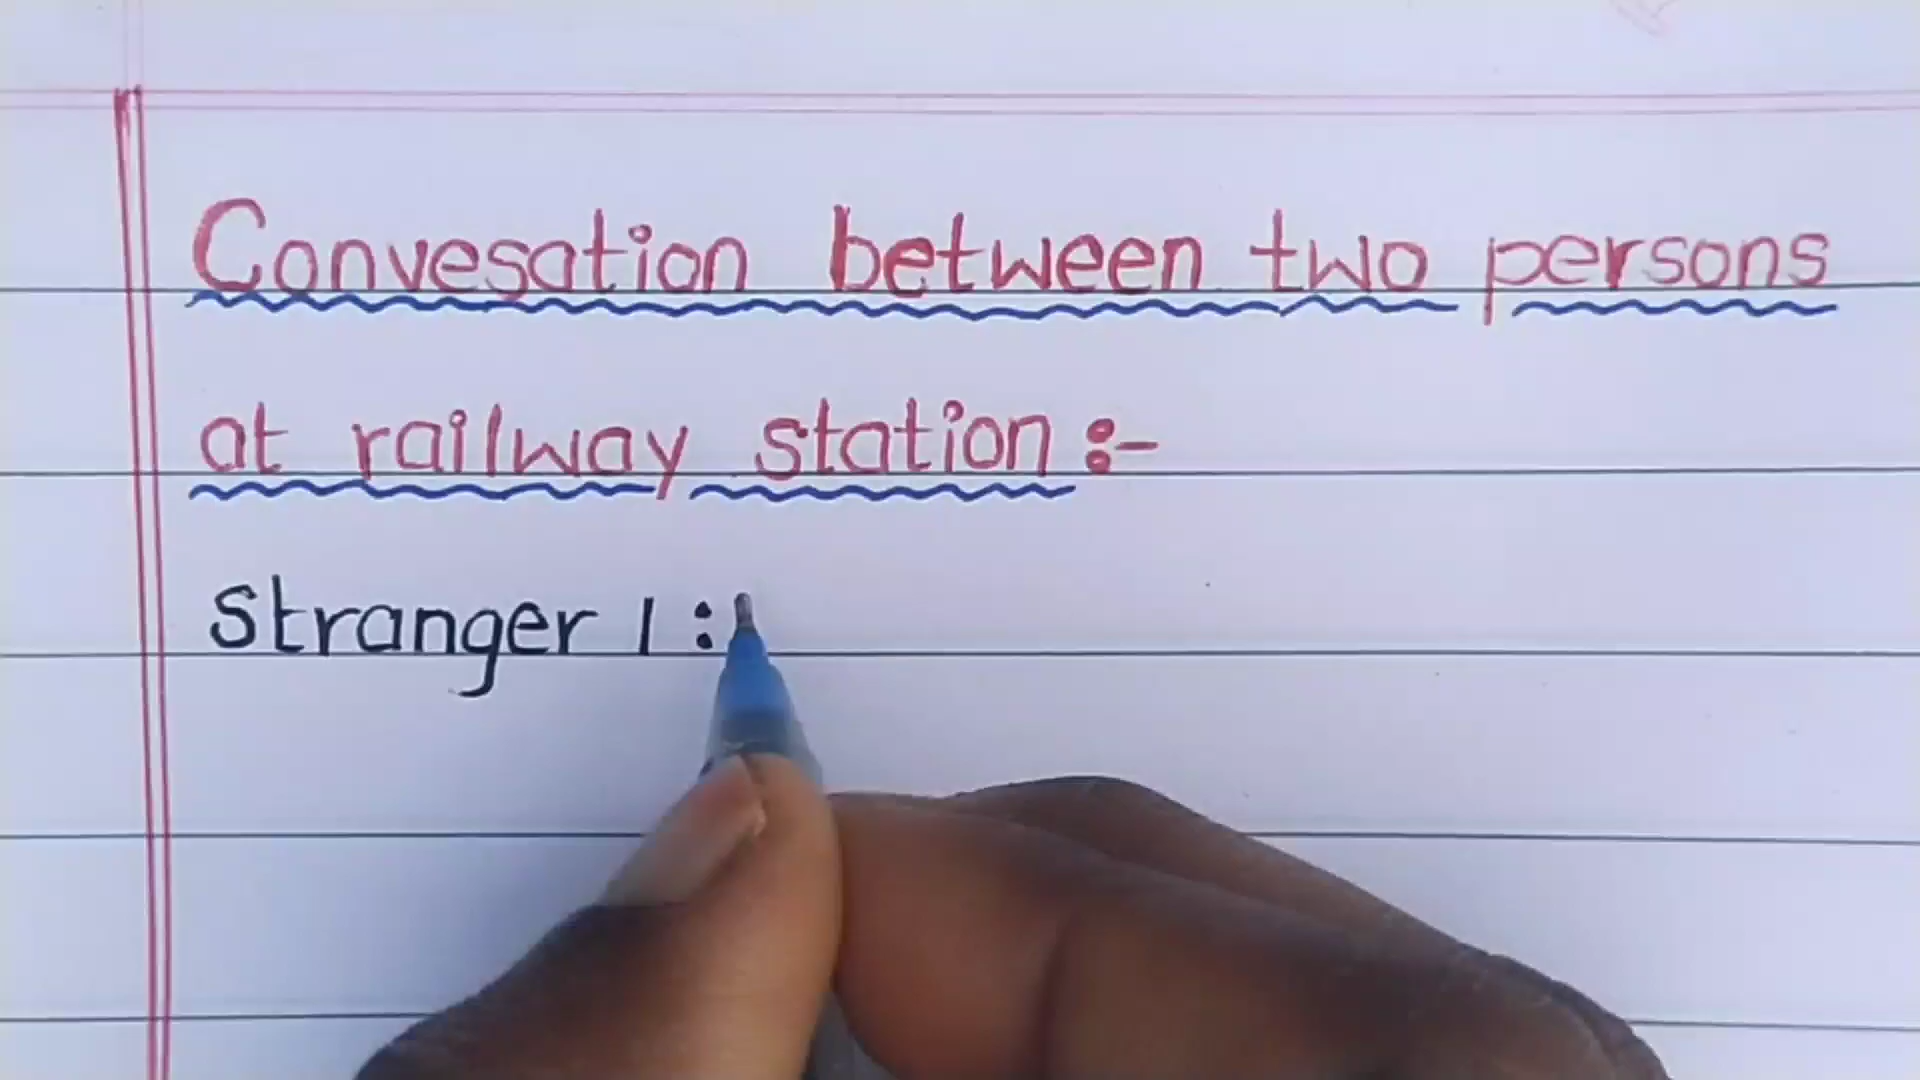 Convesation between two persons
at railway station :-
Stranger 1 :